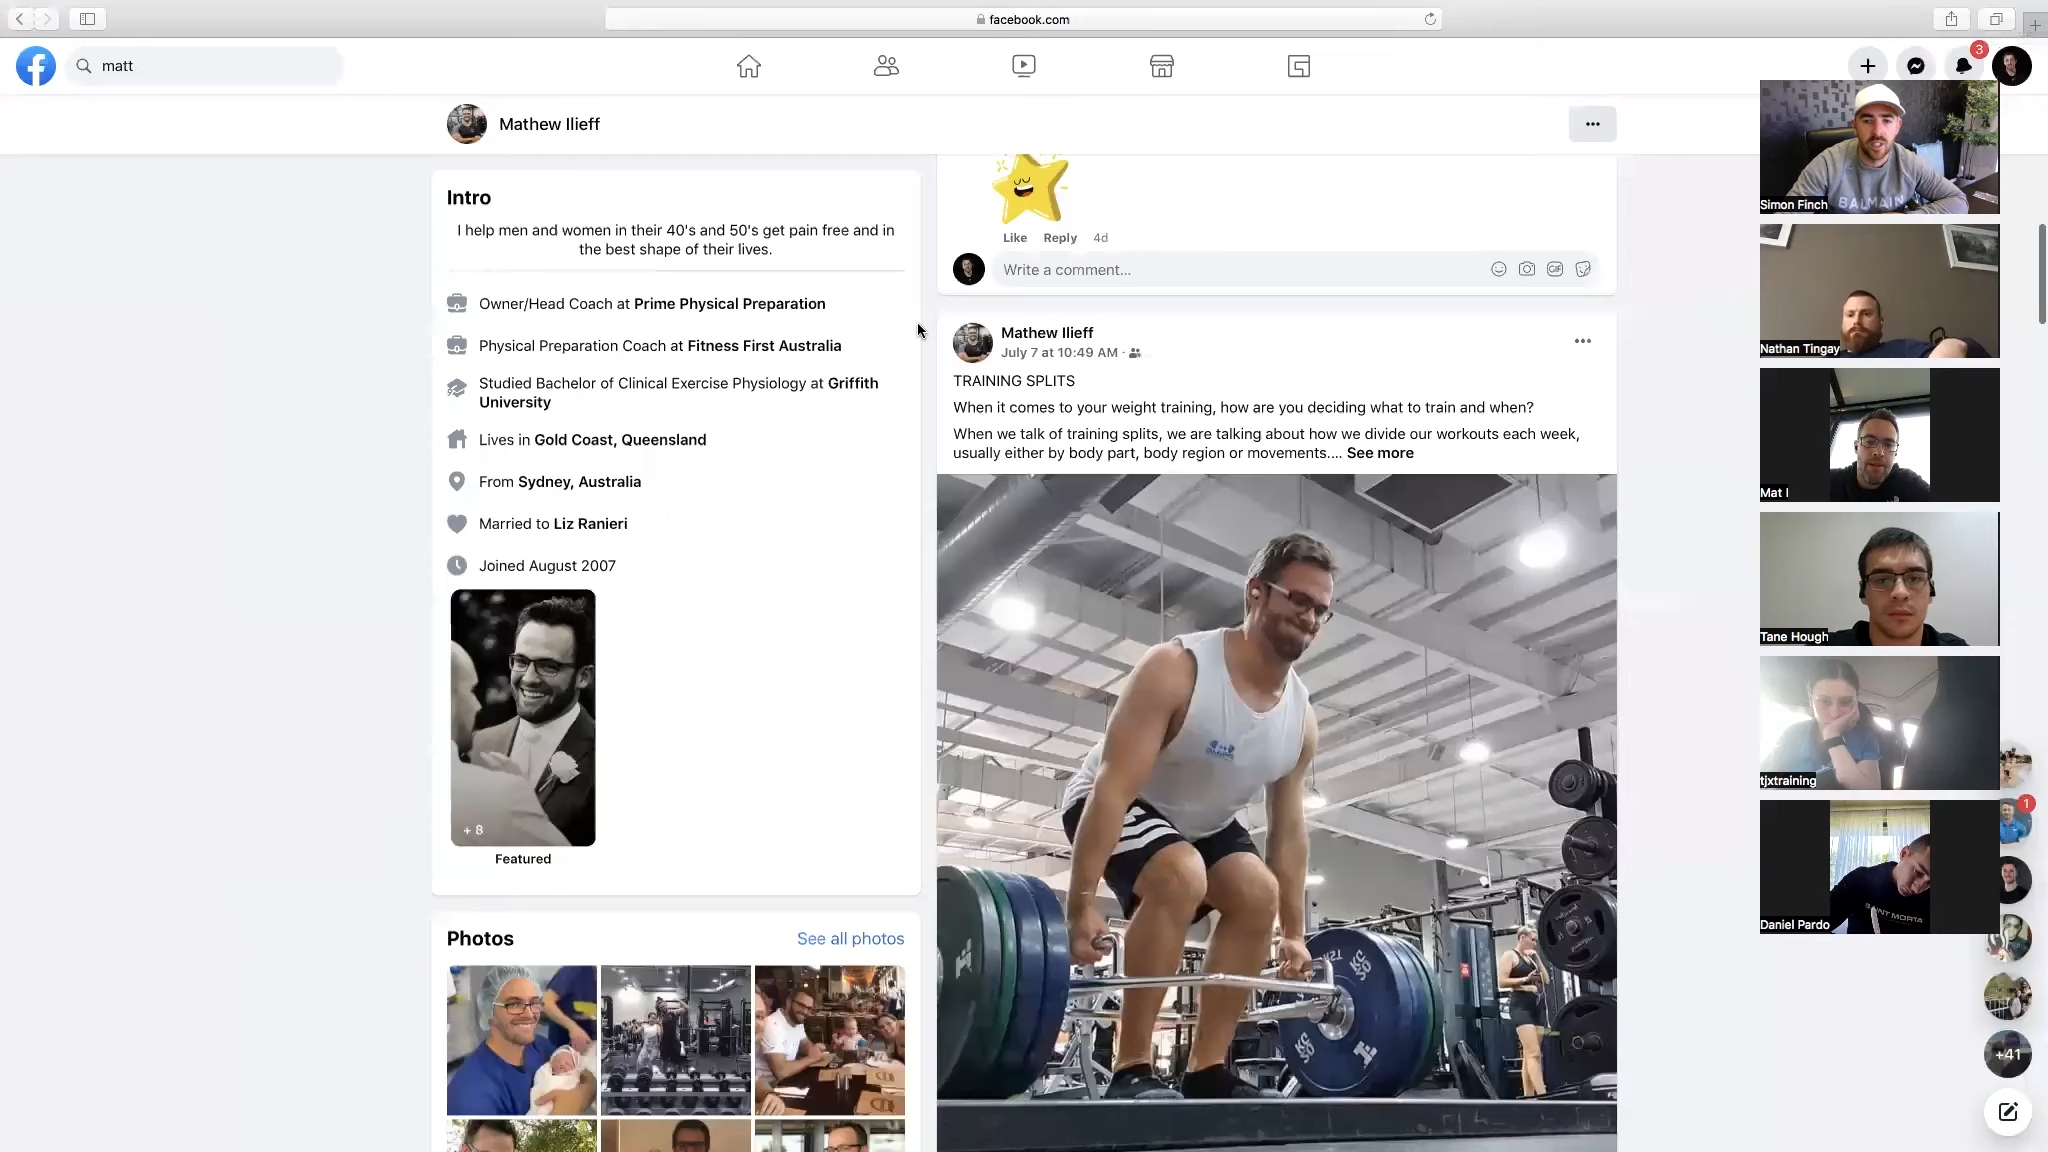 facebook.com
matt
3
Mathew Ilieff
Intro
I help men and women in their 40's and 50's get pain free and in
the best shape of their lives.
Owner/Head Coach at Prime Physical Preparation
Physical Preparation Coach at Fitness First Australia
Studied Bachelor of Clinical Exercise Physiology at Griffith
University
Lives in Gold Coast, Queensland
From Sydney, Australia
Married to Liz Ranieri
Joined August 2007
+ 8
Featured
Photos
See all photos
Like Reply 4d
Write a comment...
GIF
Mathew Ilieff
July 7 at 10:49 AM ·
TRAINING SPLITS
When it comes to your weight training, how are you deciding what to train and when?
When we talk of training splits, we are talking about how we divide our workouts each week,
usually either by body part, body region or movements.... See more
BALMAIN
Simon Finch
Nathan Tingay
Mat I
Tane Hough
tjxtraining
1
Daniel Pardo
+41